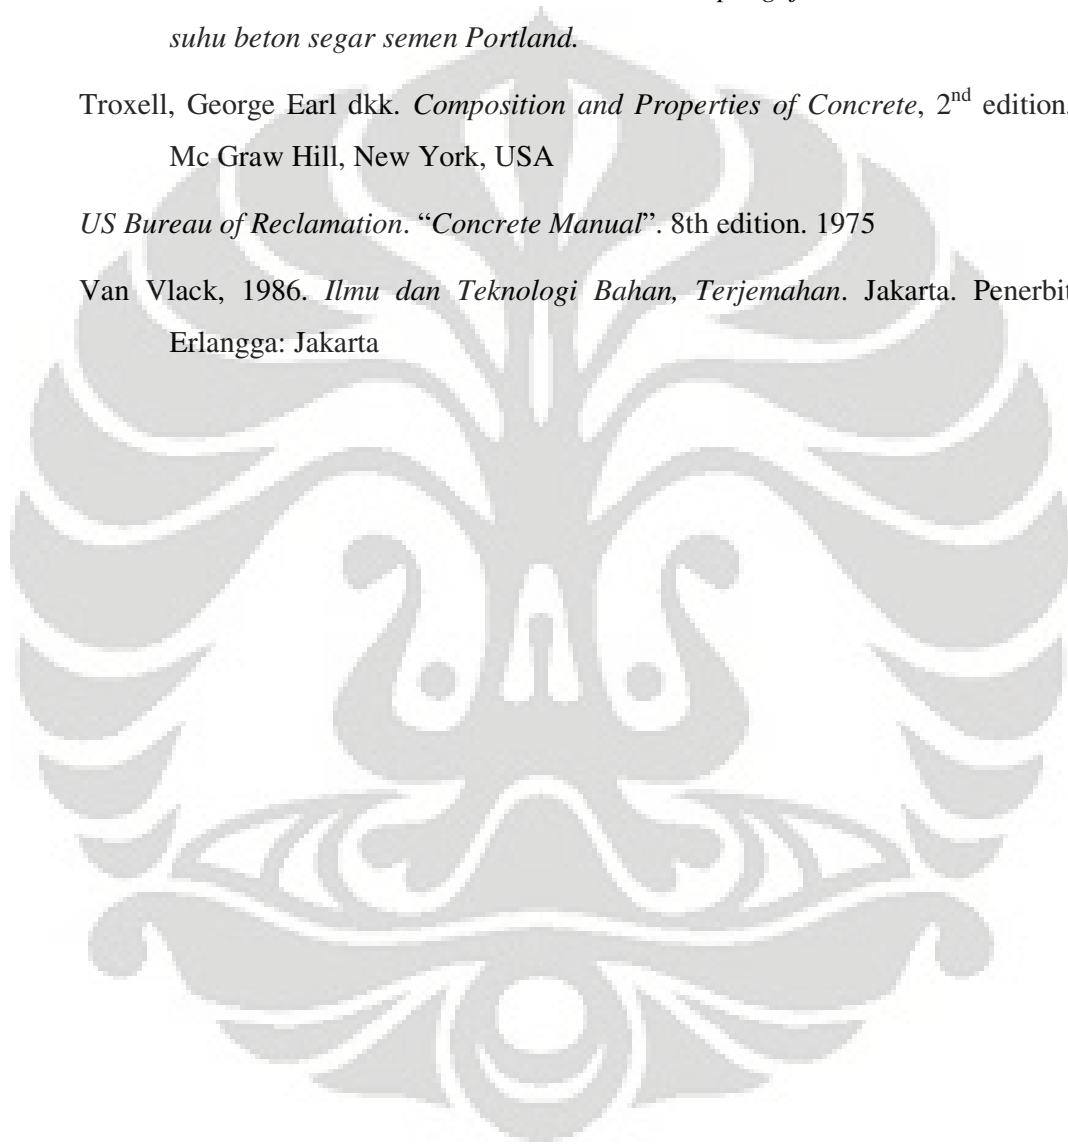 suhu beton segar semen Portland.
Troxell, George Earl dkk. Composition and Properties of Concrete, 2nd edition.
Mc Graw Hill, New York, USA
US Bureau of Reclamation. “Concrete Manual”. 8th edition. 1975
Van Vlack, 1986. Ilmu dan Teknologi Bahan, Terjemahan. Jakarta. Penerbit
Erlangga: Jakarta